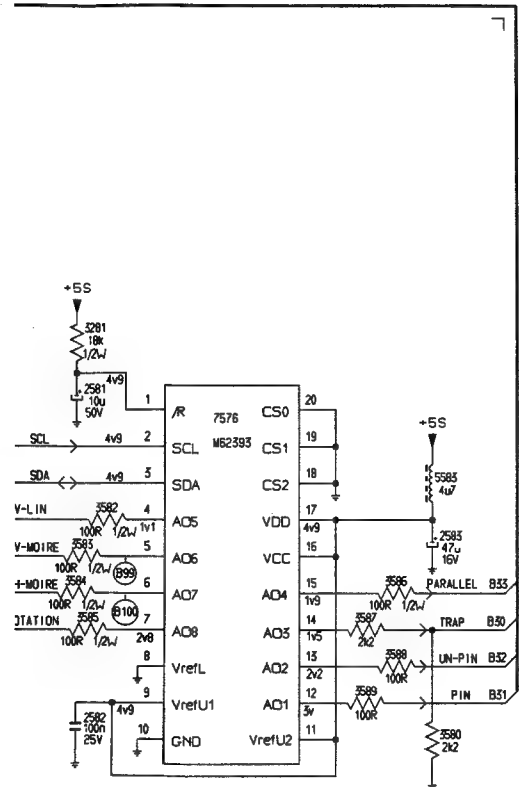 +5S
3281
18k
1/2W
4v9
2581
10u
50V
1
/R
7576
M62393
CS0
20
SCL
4v9
2
SCL
CS1
19
SDA
4v9
3
SDA
CS2
18
V-LIN
3582
100R
1/2W
4
1v1
AO5
VDD
17
4v9
+5S
5583
4u7
2583
47u
16V
V-MOIRE
3583
100R
1/2W
5
B99
AO6
VCC
16
H-MOIRE
3584
100R
1/2W
6
B100
AO7
AO4
15
1v9
3586
100R
1/2W
PARALLEL B33
OTATION
3585
100R
1/2W
7
2v8
AO8
AO3
14
1v5
3587
2k2
TRAP B30
8
VrefL
AO2
13
2v2
3588
100R
UN-PIN B32
9
4v9
VrefU1
AO1
12
3v
3589
100R
PIN B31
2582
100n
25V
10
GND
VrefU2
11
3580
2k2